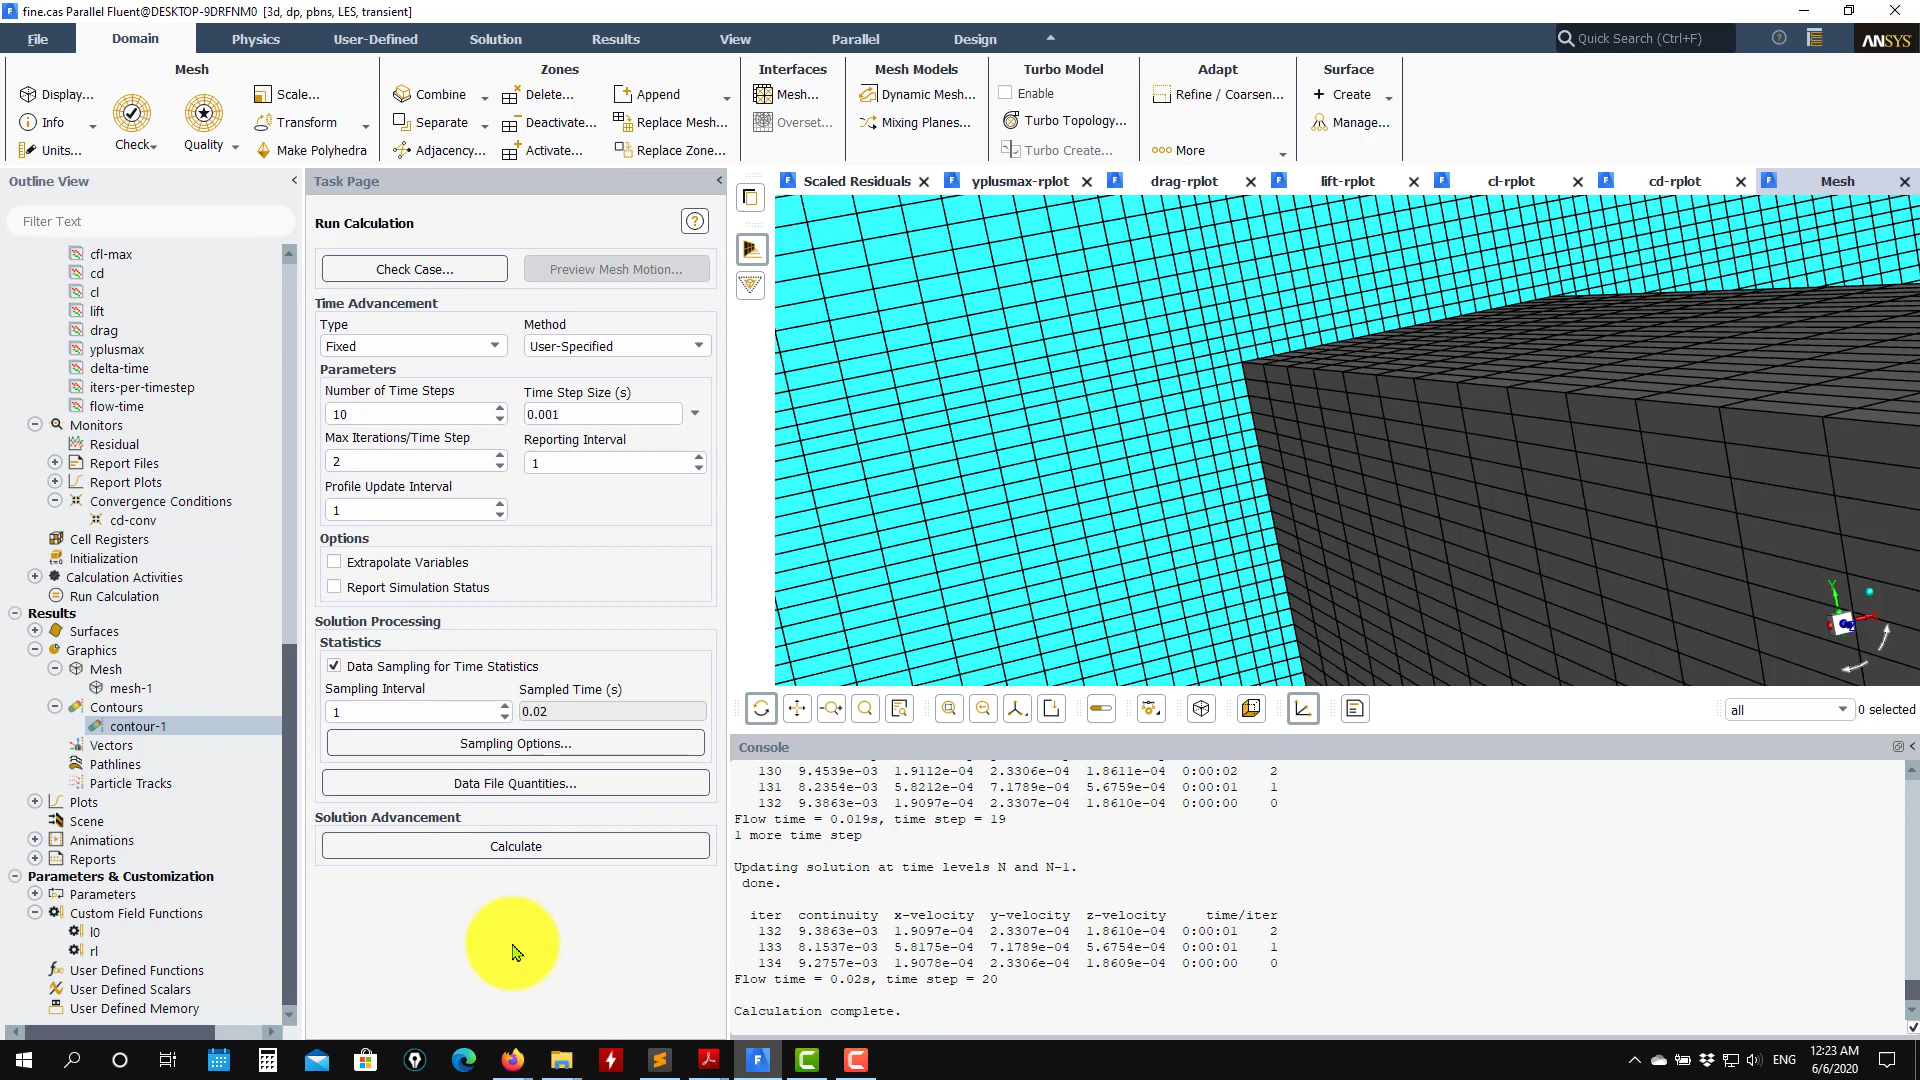 fine.cas Parallel Fluent@DESKTOP-9DRFNM0 [3d, dp, pbns, LES, transient]
File Domain Physics User-Defined Solution Results View Parallel Design Quick Search (Ctrl+F) ANSYS
Mesh Zones Interfaces Mesh Models Turbo Model Adapt Surface
Display... Scale... Combine Delete... Append Mesh... Dynamic Mesh... Enable Refine / Coarsen... Create
Info Transform Separate Deactivate... Replace Mesh... Overset... Mixing Planes... Turbo Topology... Manage...
Check Quality
Units... Make Polyhedra Adjacency... Activate... Replace Zone... Turbo Create... More
Outline View
Filter Text
cfl-max
cd
cl
lift
drag
yplusmax
delta-time
iters-per-timestep
flow-time
Monitors
Residual
Report Files
Report Plots
Convergence Conditions
cd-conv
Cell Registers
Initialization
Calculation Activities
Run Calculation
Results
Surfaces
Graphics
Mesh
mesh-1
Contours
contour-1
Vectors
Pathlines
Particle Tracks
Plots
Scene
Animations
Reports
Parameters & Customization
Parameters
Custom Field Functions
l0
rl
User Defined Functions
User Defined Scalars
User Defined Memory
Task Page
Run Calculation
Check Case... Preview Mesh Motion...
Time Advancement
Type Method
Fixed User-Specified
Parameters
Number of Time Steps Time Step Size (s)
10 0.001
Max Iterations/Time Step Reporting Interval
2 1
Profile Update Interval
1
Options
Extrapolate Variables
Report Simulation Status
Solution Processing
Statistics
Data Sampling for Time Statistics
Sampling Interval Sampled Time (s)
1 0.02
Sampling Options...
Data File Quantities...
Solution Advancement
Calculate
Scaled Residuals yplusmax-rplot drag-rplot lift-rplot cl-rplot cd-rplot Mesh
Y
all 0 selected
Console
130 9.4539e-03 1.9112e-04 2.3306e-04 1.8611e-04 0:00:02 2
131 8.2354e-03 5.8212e-04 7.1789e-04 5.6759e-04 0:00:01 1
132 9.3863e-03 1.9097e-04 2.3307e-04 1.8610e-04 0:00:00 0
Flow time = 0.019s, time step = 19
1 more time step
Updating solution at time levels N and N-1.
done.
iter continuity x-velocity y-velocity z-velocity time/iter
132 9.3863e-03 1.9097e-04 2.3307e-04 1.8610e-04 0:00:01 2
133 8.1537e-03 5.8175e-04 7.1789e-04 5.6754e-04 0:00:01 1
134 9.2757e-03 1.9078e-04 2.3306e-04 1.8609e-04 0:00:00 0
Flow time = 0.02s, time step = 20
Calculation complete.
ENG
12:23 AM
6/6/2020